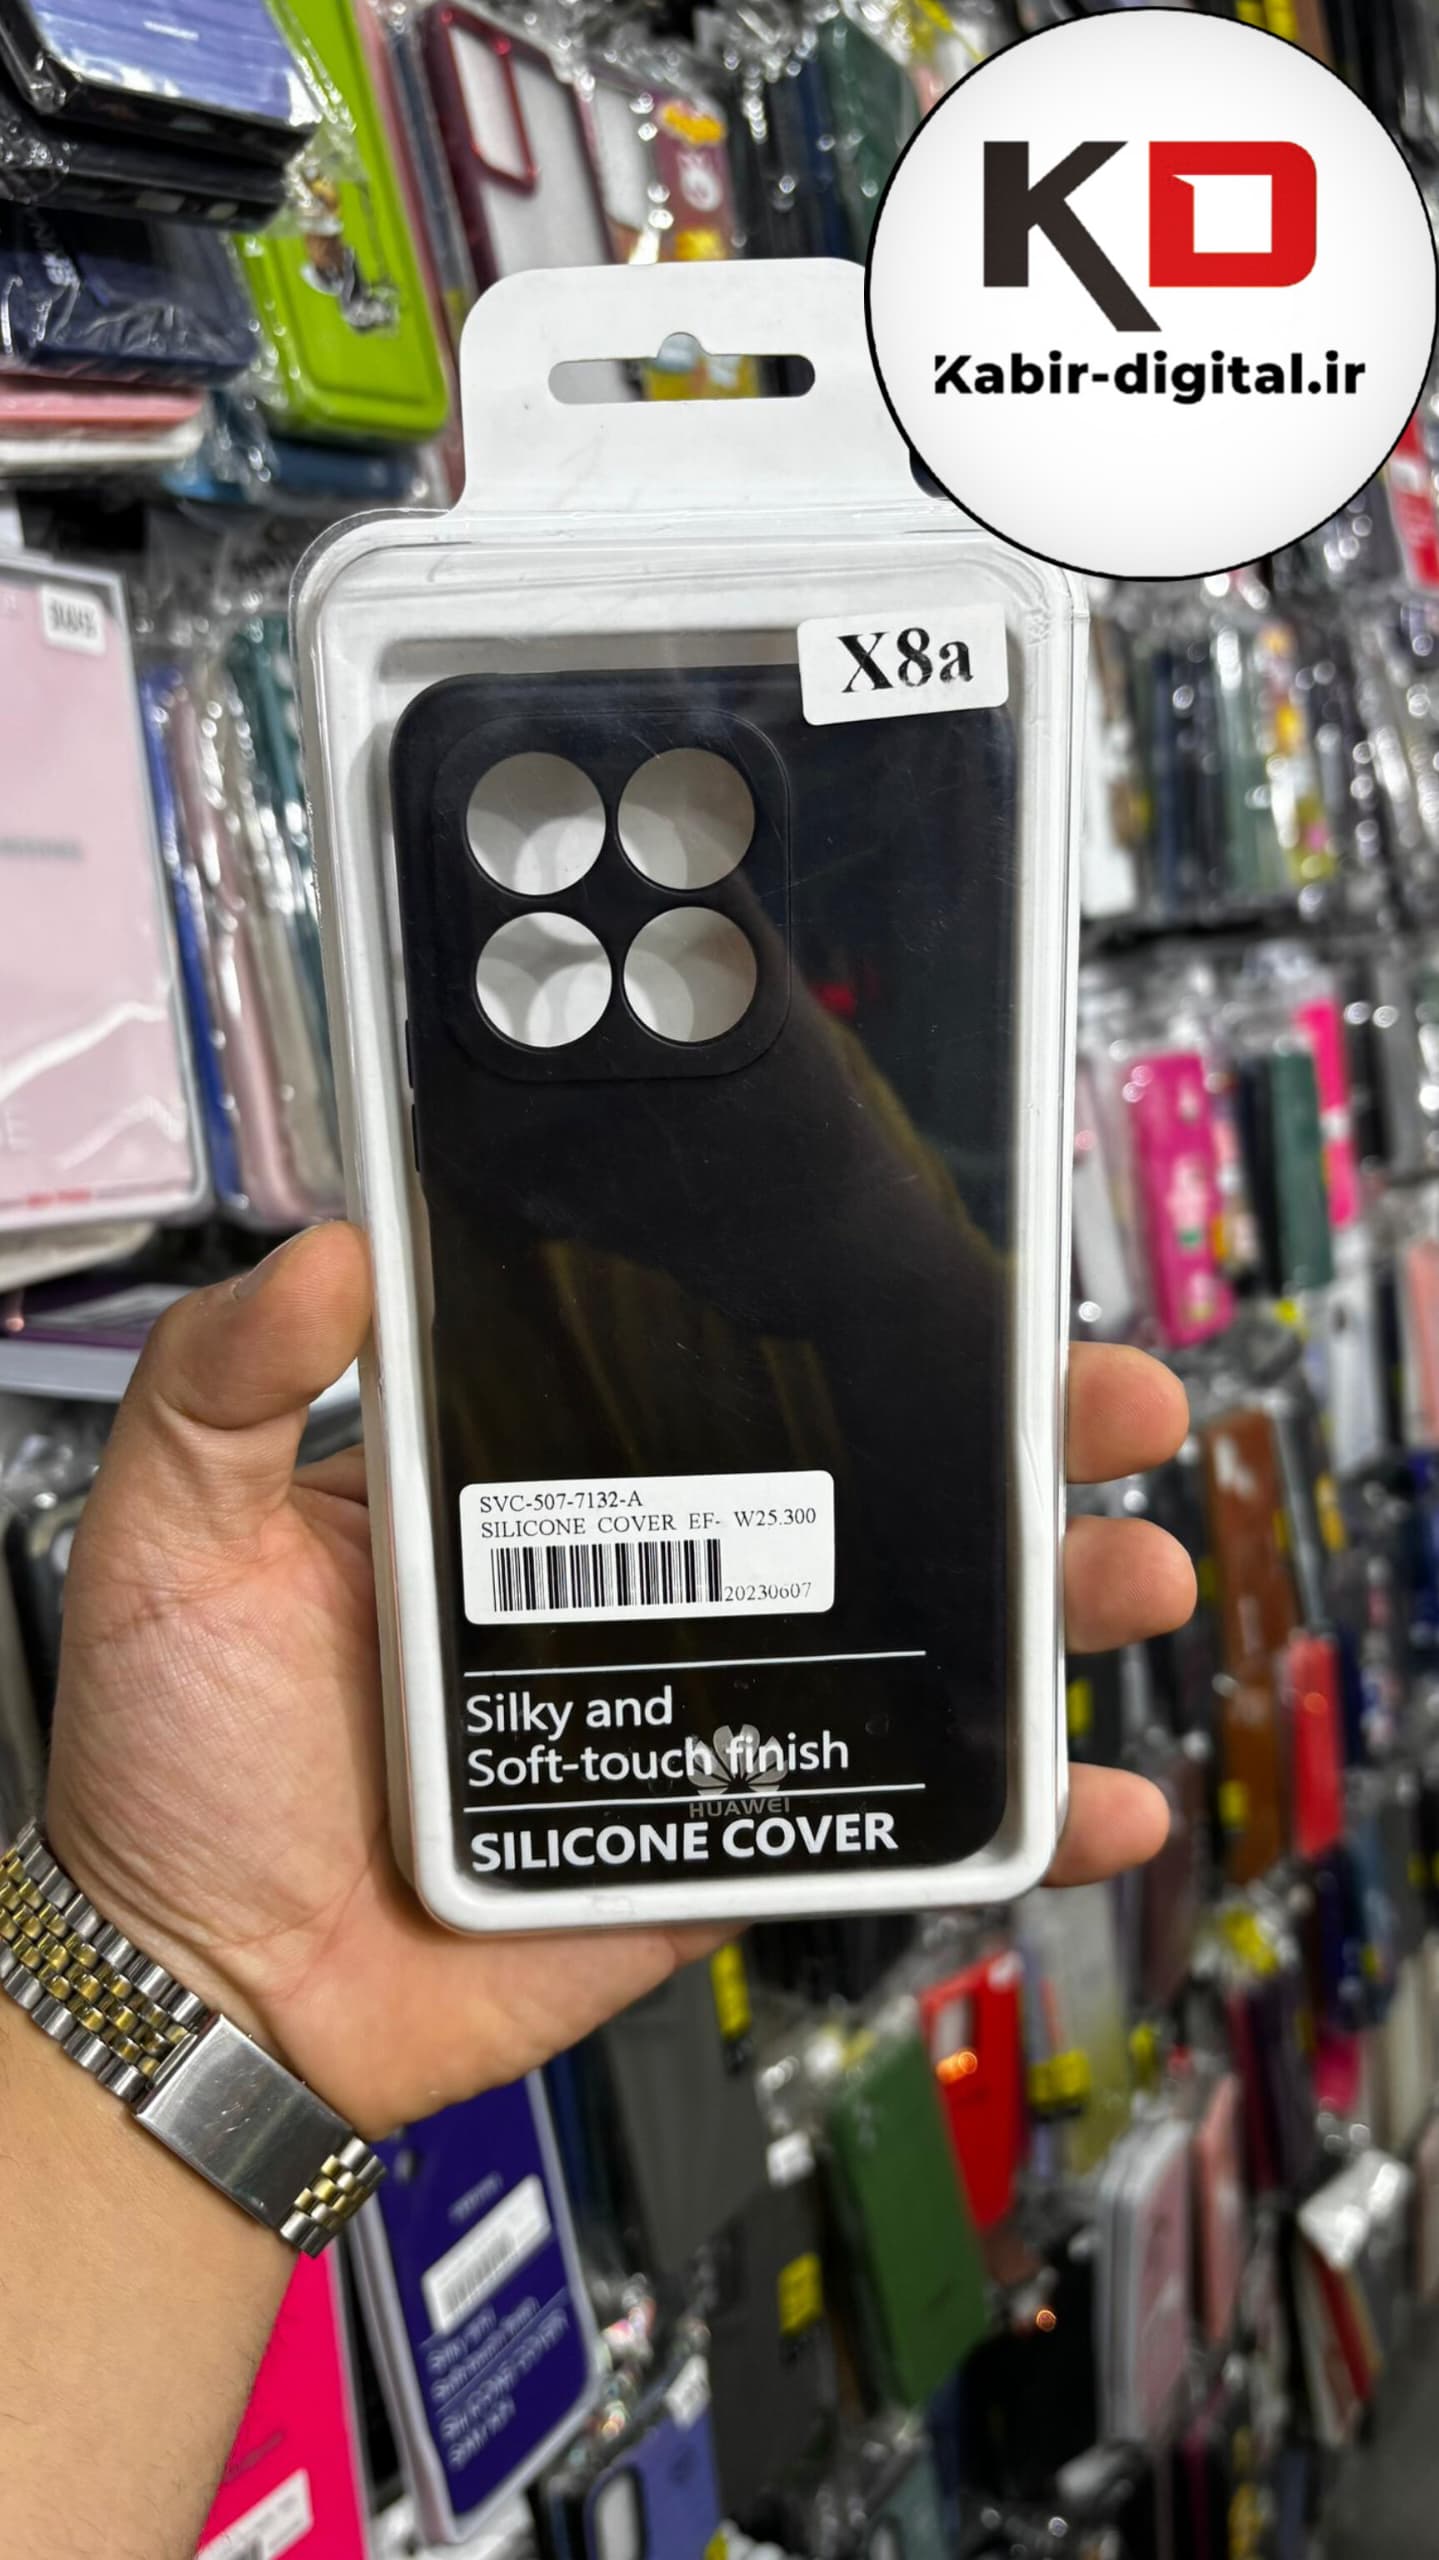 KD
Kabir-digital.ir
X8a
SVC-507-7132-A
SILICONE COVER EF- W25.300
20230607
Silky and
Soft-touch finish
HUAWEI
SILICONE COVER